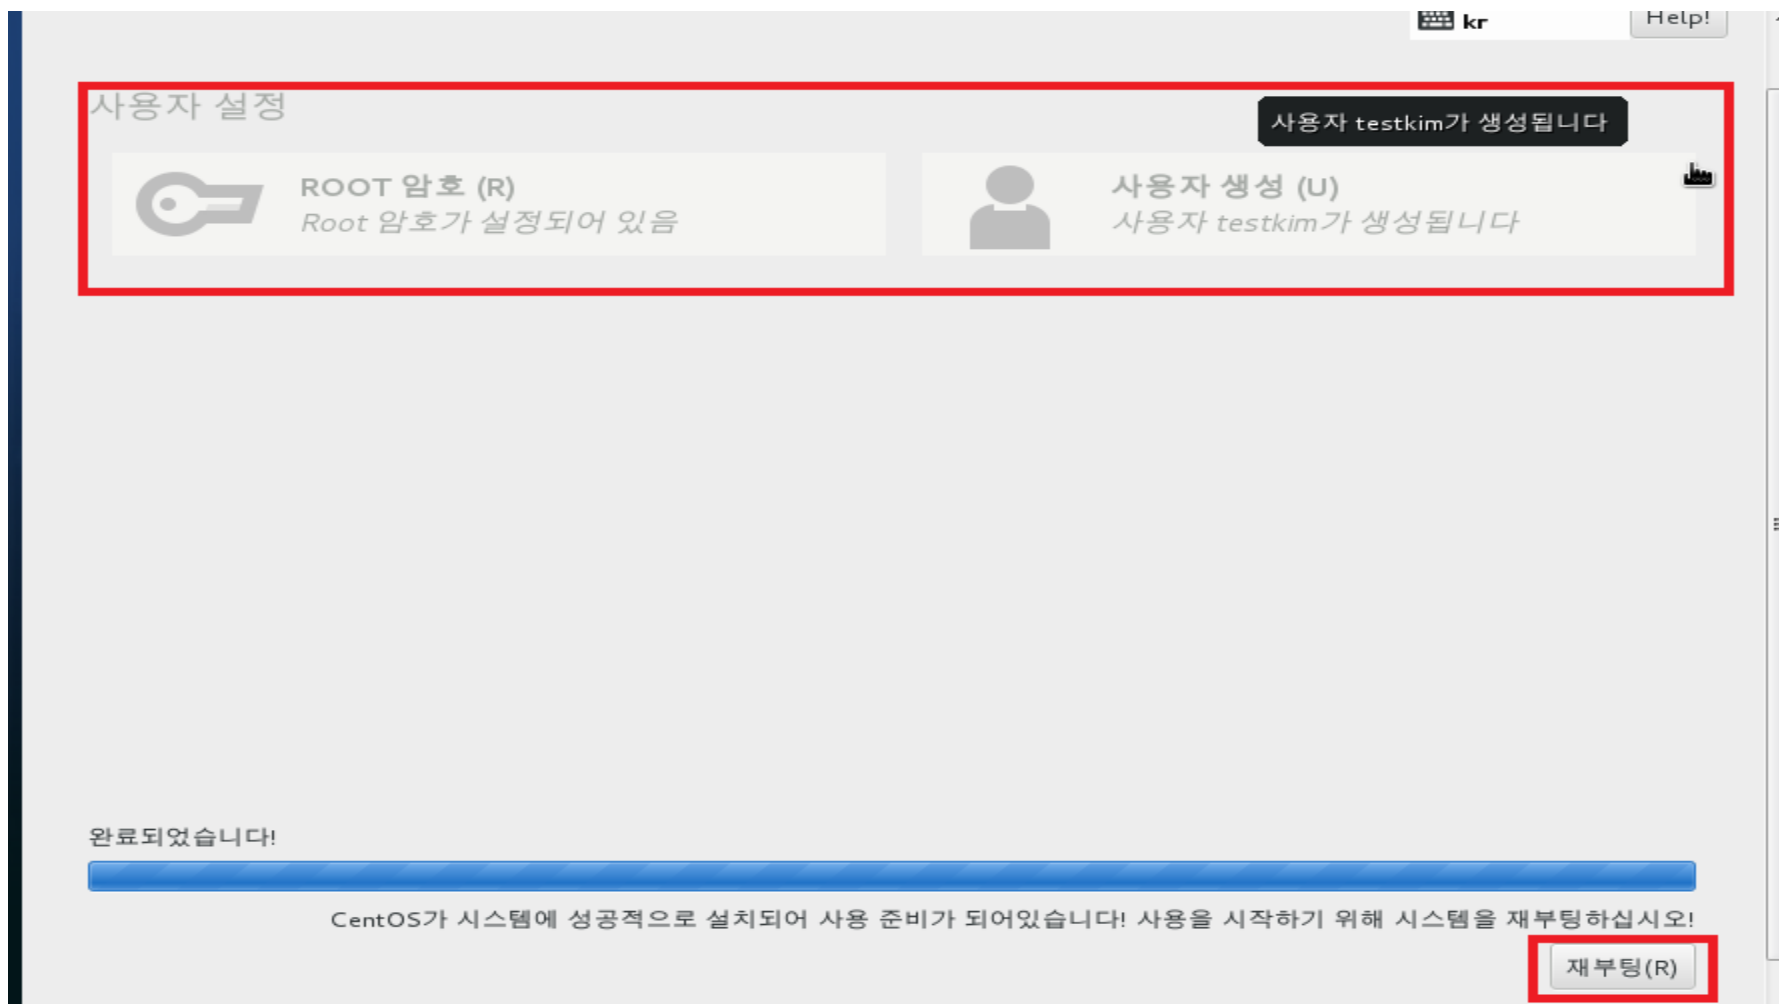 kr
Help!
사용자 설정
사용자 testkim가 생성됩니다
ROOT 암호 (R)
Root 암호가 설정되어 있음
사용자 생성 (U)
사용자 testkim가 생성됩니다
완료되었습니다!
CentOS가 시스템에 성공적으로 설치되어 사용 준비가 되어있습니다! 사용을 시작하기 위해 시스템을 재부팅하십시오!
재부팅(R)